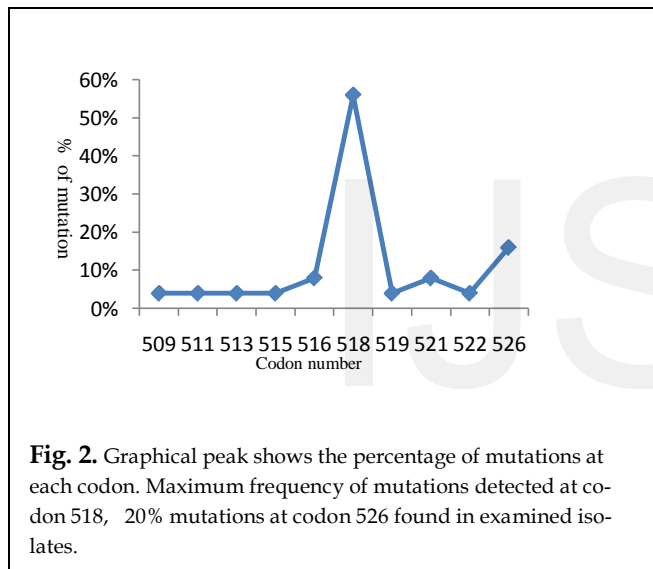 60%
50%
40%
30%
20%
10%
0%
% of mutation
509 511 513 515 516 518 519 521 522 526
Codon number
IJS
Fig. 2. Graphical peak shows the percentage of mutations at
each codon. Maximum frequency of mutations detected at co-
don 518, 20% mutations at codon 526 found in examined iso-
lates.